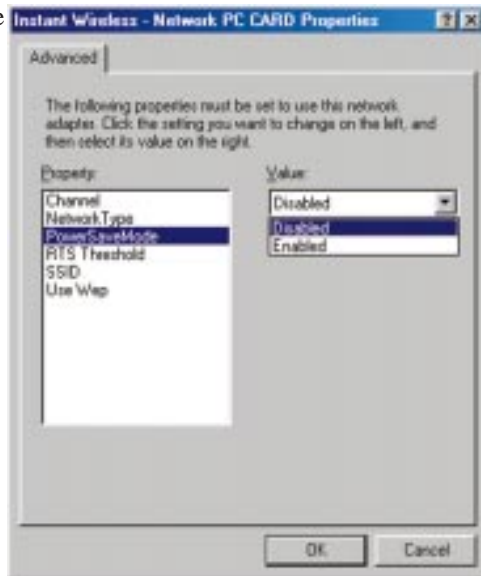 e
Instant Wireless - Network PC CARD Properties
Advanced
The following properties must be set to use this network
adapter. Click the setting you want to change on the left, and
then select its value on the right.
Property:
Channel
NetworkType
PowerSaveMode
RTS Threshold
SSID
Use Wep
Value:
Disabled
Disabled
Enabled
OK
Cancel